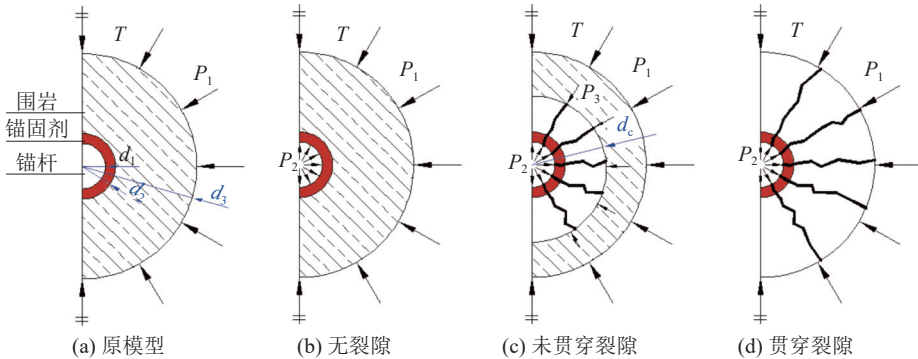 T
P₁
围岩
锚固剂
锚杆
d₁
d₂
d₃
(a) 原模型
T
P₁
P₂
(b) 无裂隙
T
P₁
P₃
d_c
P₂
(c) 未贯穿裂隙
T
P₁
P₂
(d) 贯穿裂隙